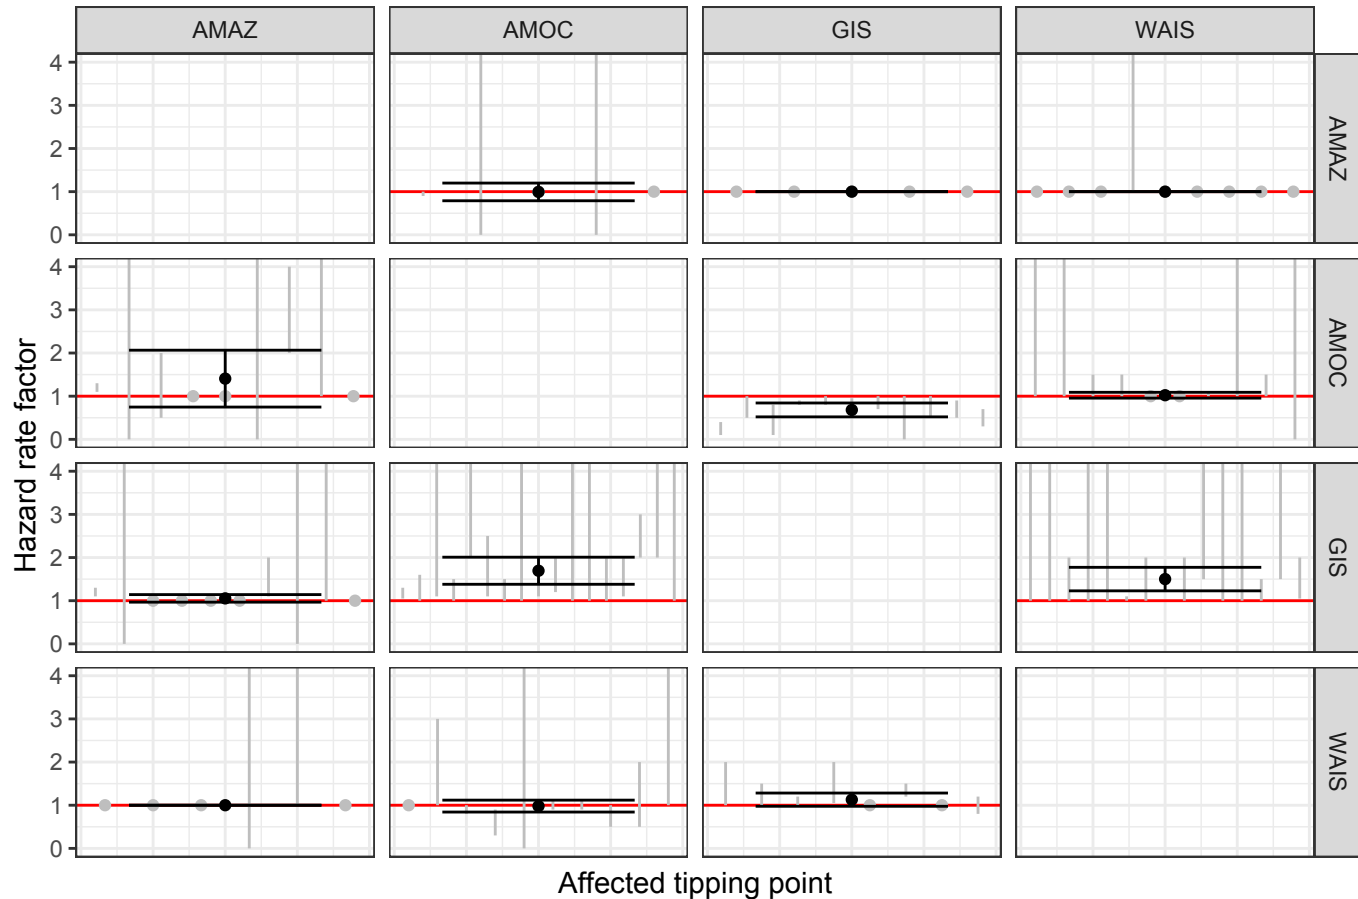 AMAZ AMOC GIS WAIS
4
3
2
1
0
AMAZ
4
3
2
1
0
AMOC
4
3
2
1
0
GIS
4
3
2
1
0
WAIS
Hazard rate factor
Affected tipping point